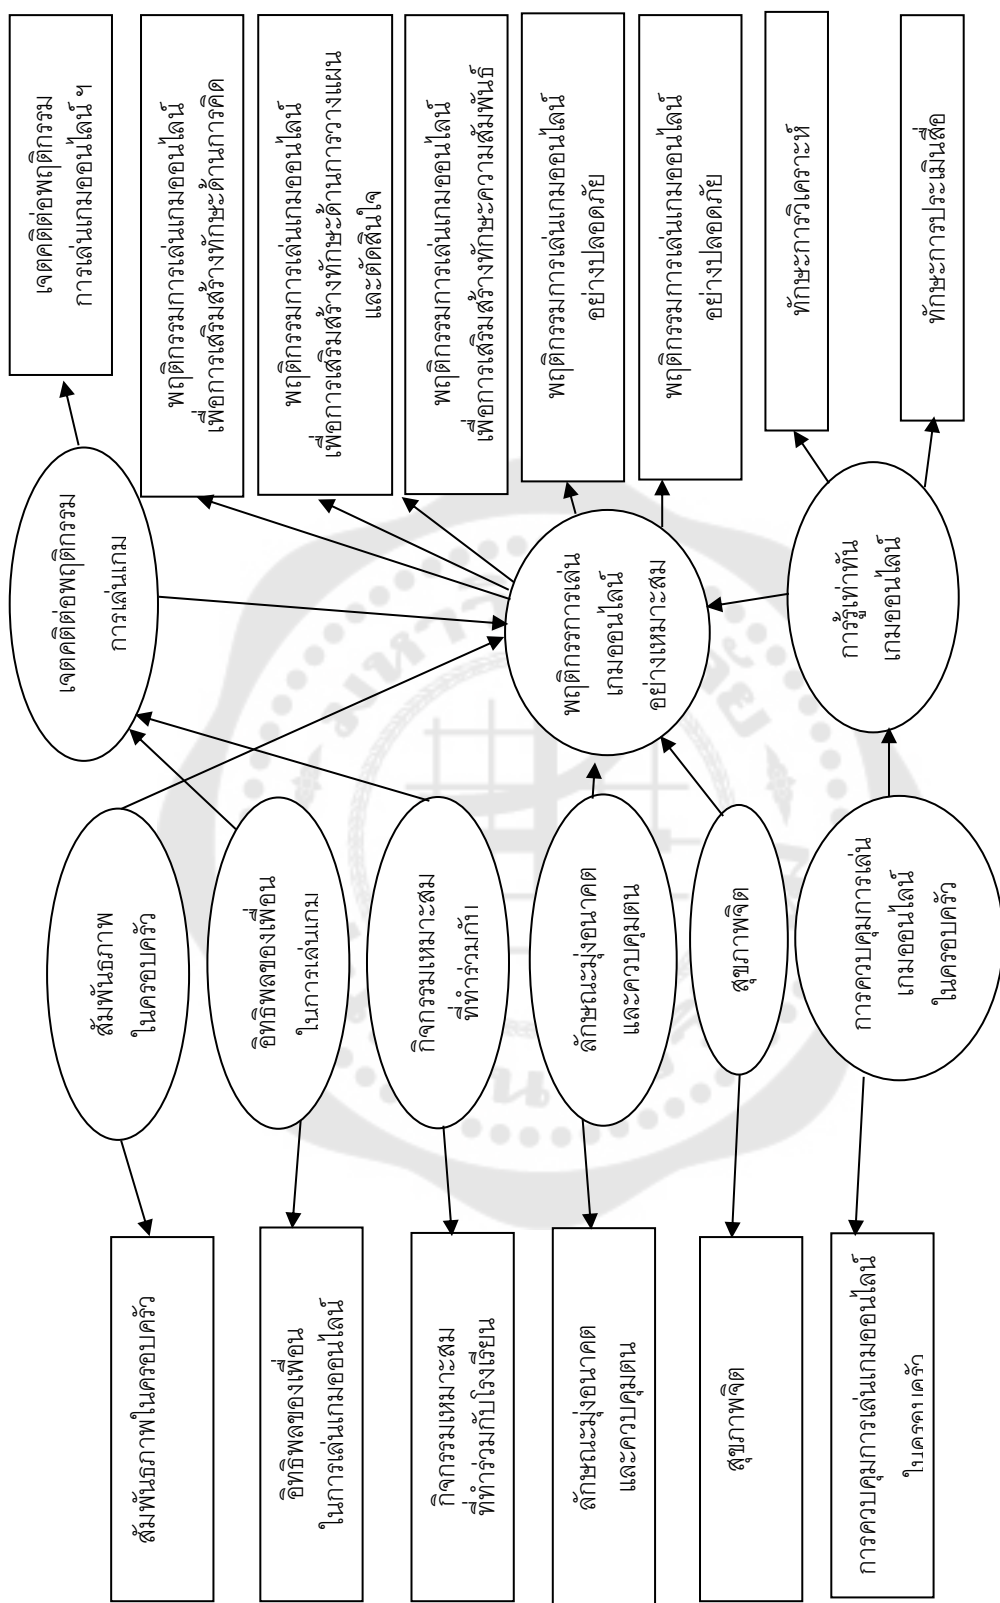 สัมพันธภาพในครอบครัว
อิทธิพลของเพื่อน
ในการเล่นเกมออนไลน์
กิจกรรมเหมาะสม
ที่ทำร่วมกับโรงเรียน
ลักษณะมุ่งอนาคต
และควบคุมตน
สุขภาพจิต
การควบคุมการเล่นเกมออนไลน์
ในครอบครัว
สัมพันธภาพ
ในครอบครัว
อิทธิพลของเพื่อน
ในการเล่นเกม
กิจกรรมเหมาะสม
ที่ทำร่วมกับ
ลักษณะมุ่งอนาคต
และควบคุมตน
สุขภาพจิต
การควบคุมการเล่น
เกมออนไลน์
ในครอบครัว
เจตคติต่อพฤติกรรม
การเล่นเกม
พฤติกรรการเล่น
เกมออนไลน์
อย่างเหมาะสม
การรู้เท่าทัน
เกมออนไลน์
เจตคติต่อพฤติกรรม
การเล่นเกมออนไลน์ ฯ
พฤติกรรมการเล่นเกมออนไลน์
เพื่อการเสริมสร้างทักษะด้านการคิด
พฤติกรรมการเล่นเกมออนไลน์
เพื่อการเสริมสร้างทักษะด้านการวางแผน
และตัดสินใจ
พฤติกรรมการเล่นเกมออนไลน์
เพื่อการเสริมสร้างทักษะความสัมพันธ์
พฤติกรรมการเล่นเกมออนไลน์
อย่างปลอดภัย
พฤติกรรมการเล่นเกมออนไลน์
อย่างปลอดภัย
ทักษะการวิเคราะห์
ทักษะการประเมินสื่อ